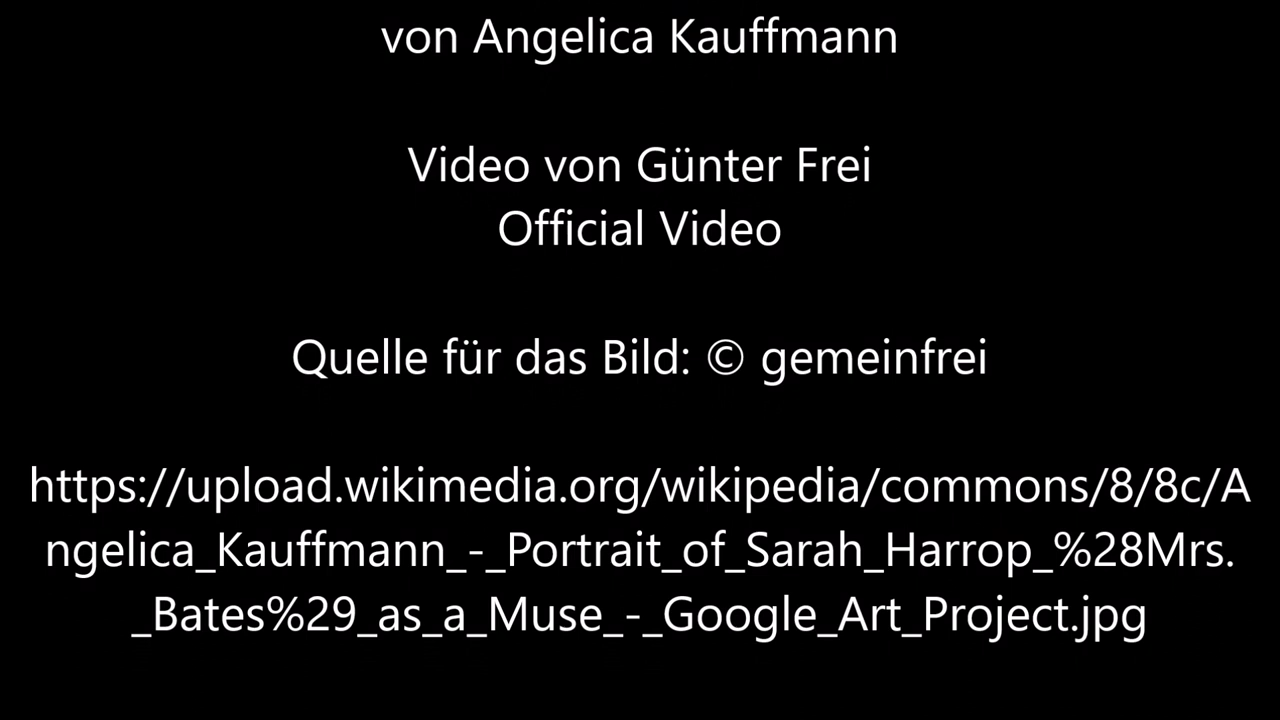 von Angelica Kauffmann
Video von Günter Frei
Official Video
Quelle für das Bild: © gemeinfrei
https://upload.wikimedia.org/wikipedia/commons/8/8c/A
ngelica_Kauffmann_-_Portrait_of_Sarah_Harrop_%28Mrs.
_Bates%29_as_a_Muse_-_Google_Art_Project.jpg